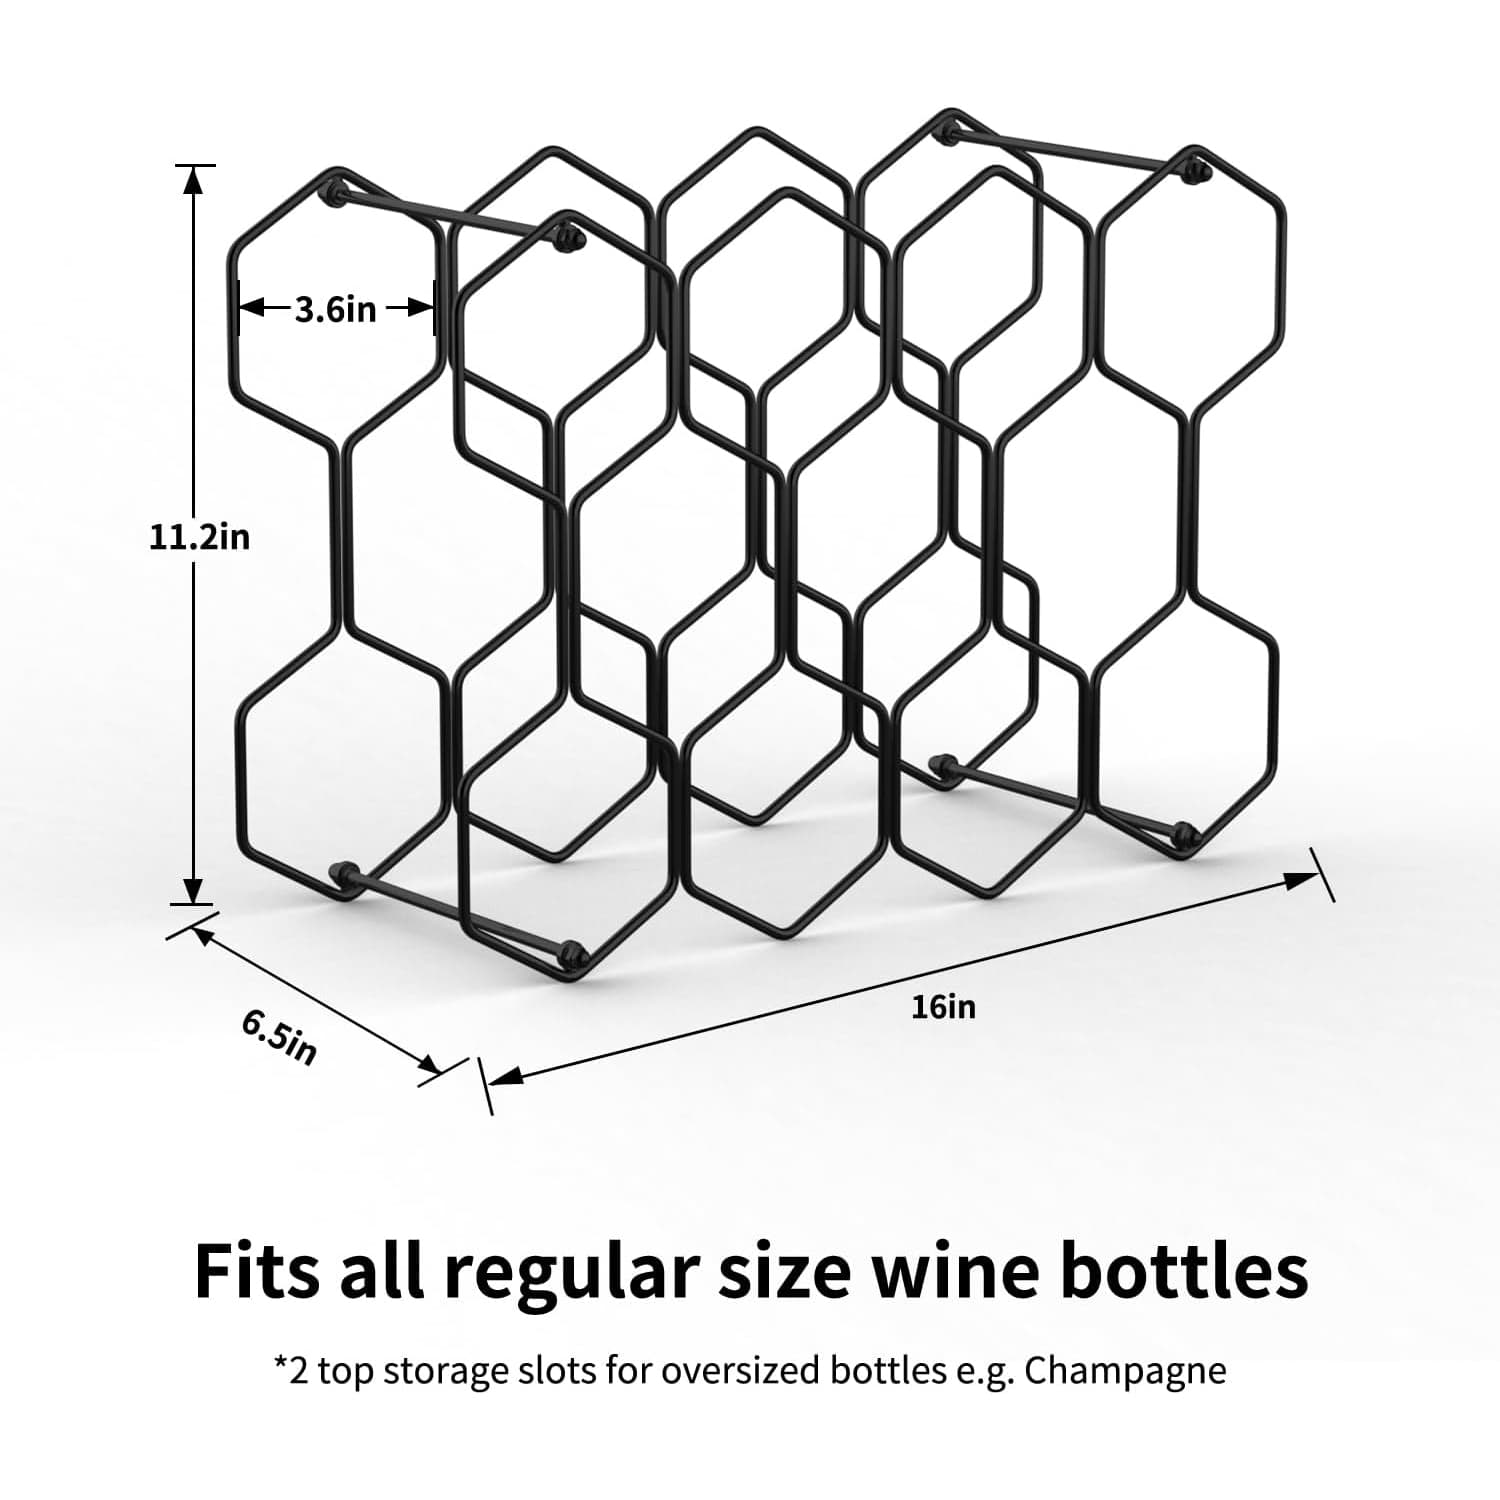 3.6in
11.2in
6.5in
16in
Fits all regular size wine bottles
*2 top storage slots for oversized bottles e.g. Champagne